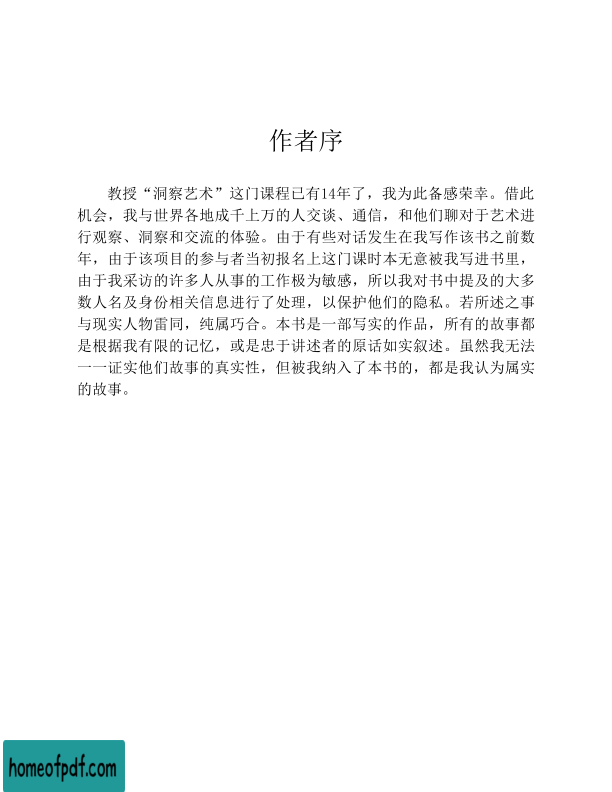 作者序
教授“洞察艺术”这门课程已有14年了，我为此备感荣幸。借此
机会，我与世界各地成千上万的人交谈、通信，和他们聊对于艺术进
行观察、洞察和交流的体验。由于有些对话发生在我写作该书之前数
年，由于该项目的参与者当初报名上这门课时本无意被我写进书里，
由于我采访的许多人从事的工作极为敏感，所以我对书中提及的大多
数人名及身份相关信息进行了处理，以保护他们的隐私。若所述之事
与现实人物雷同，纯属巧合。本书是一部写实的作品，所有的故事都
是根据我有限的记忆，或是忠于讲述者的原话如实叙述。虽然我无法
一一证实他们故事的真实性，但被我纳入了本书的，都是我认为属实
的故事。
homeofpdf.com